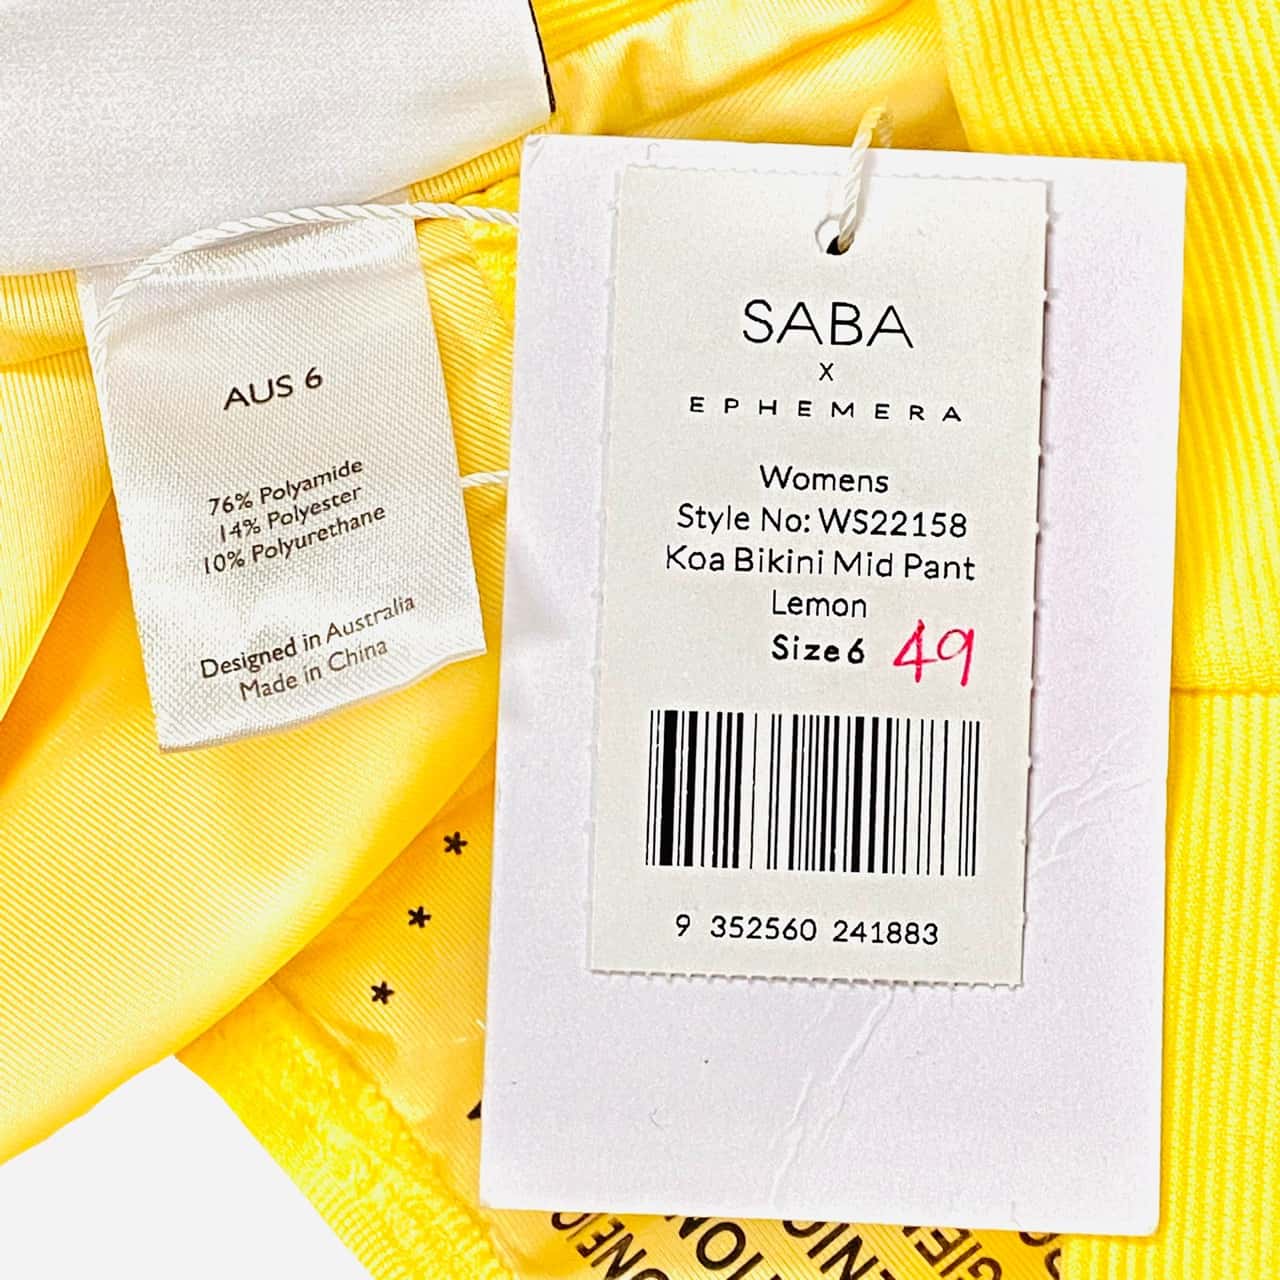 AUS 6
76% Polyamide
14% Polyester
10% Polyurethane
Designed in Australia
Made in China
SABA
X
EPHEMERA
Womens
Style No: WS22158
Koa Bikini Mid Pant
Lemon
Size 6 49
9 352560 241883
* * *